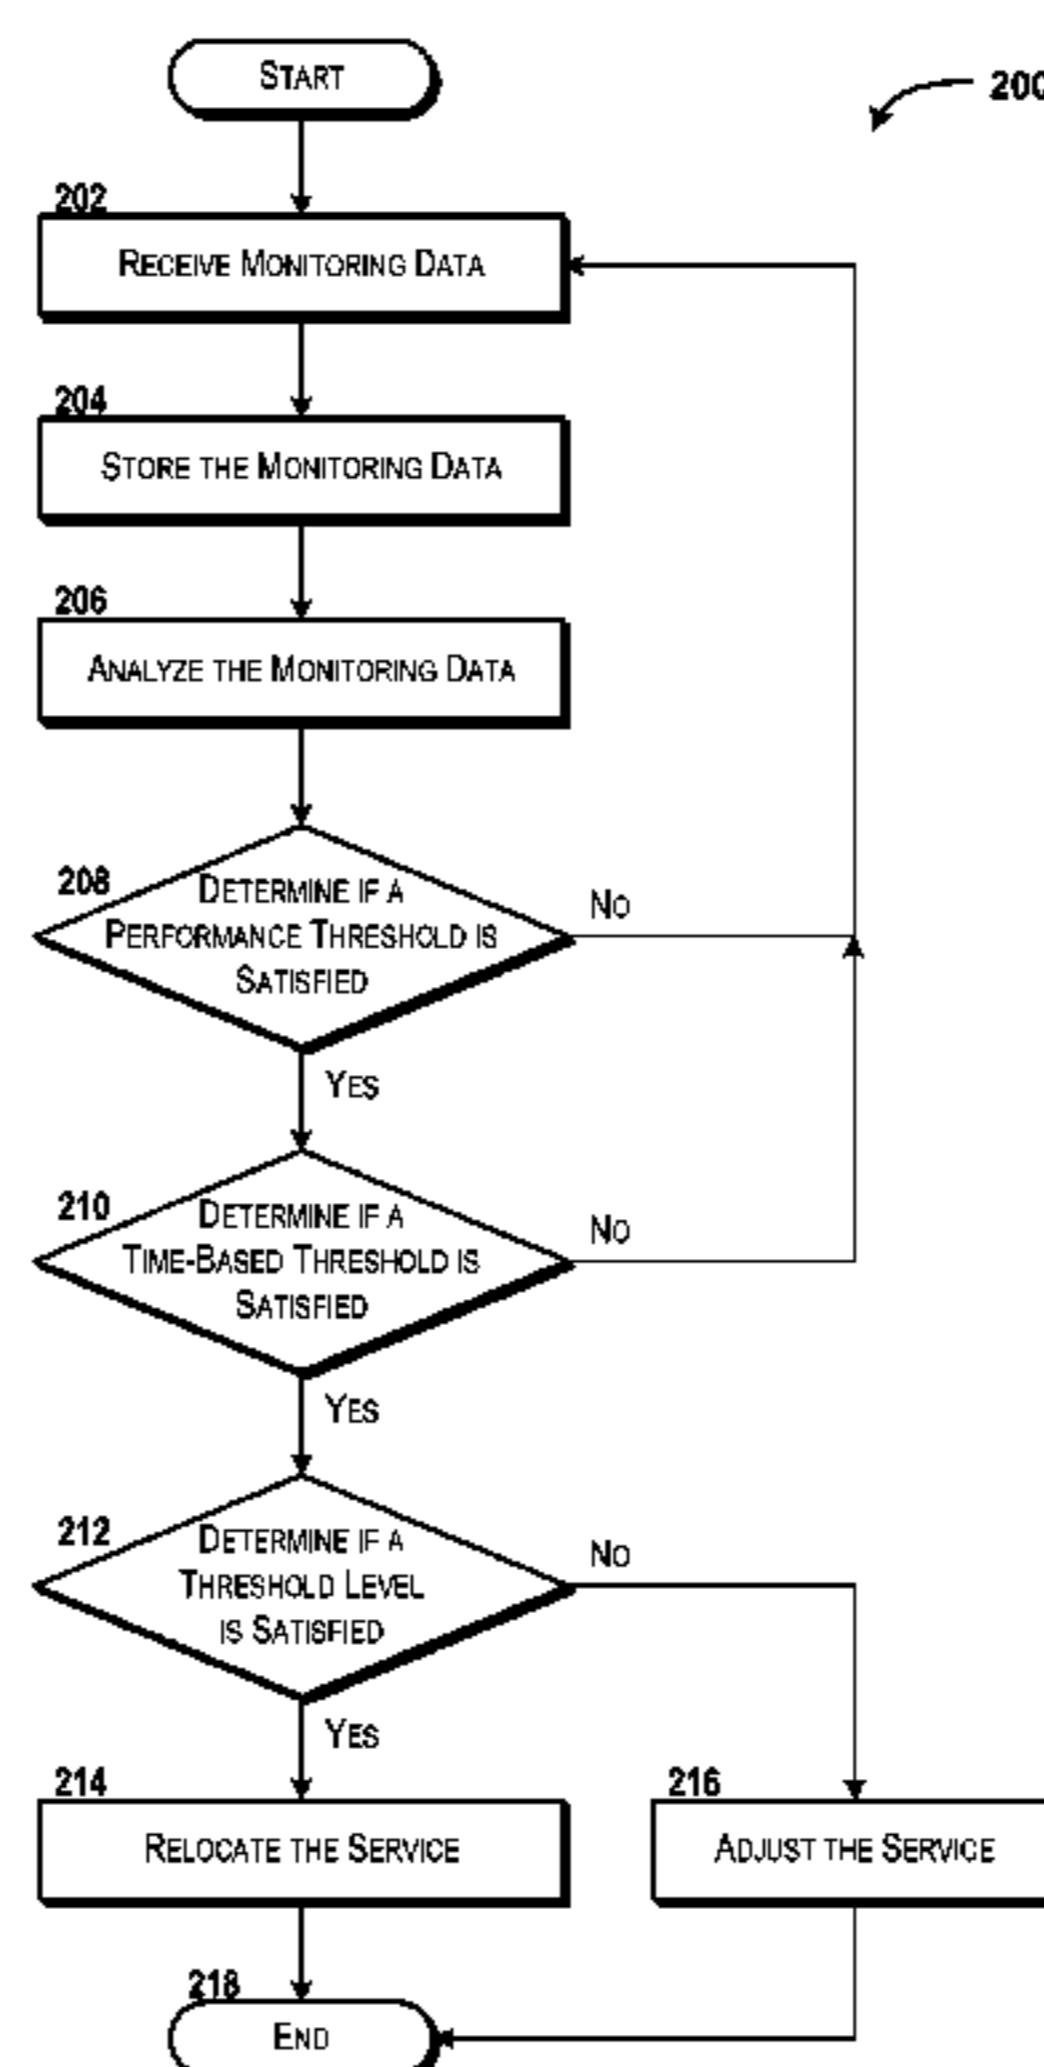 START
200
202
RECEIVE MONITORING DATA
204
STORE THE MONITORING DATA
206
ANALYZE THE MONITORING DATA
208
DETERMINE IF A
PERFORMANCE THRESHOLD IS
SATISFIED
NO
YES
210
DETERMINE IF A
TIME-BASED THRESHOLD IS
SATISFIED
NO
YES
212
DETERMINE IF A
THRESHOLD LEVEL
IS SATISFIED
NO
YES
214
RELOCATE THE SERVICE
216
ADJUST THE SERVICE
218
END